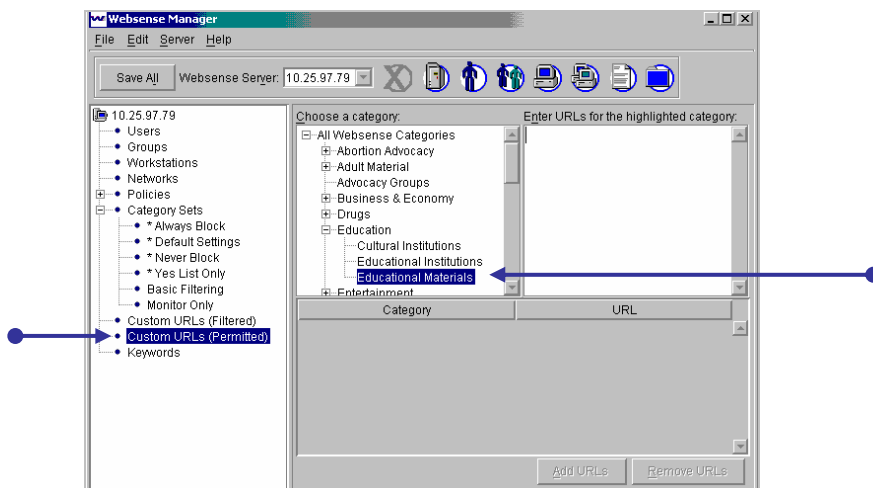 Websense Manager
File Edit Server Help
Save All Websense Server: 10.25.97.79
10.25.97.79
Users
Groups
Workstations
Networks
Policies
Category Sets
* Always Block
* Default Settings
* Never Block
* Yes List Only
Basic Filtering
Monitor Only
Custom URLs (Filtered)
Custom URLs (Permitted)
Keywords
Choose a category:
All Websense Categories
Abortion Advocacy
Adult Material
Advocacy Groups
Business & Economy
Drugs
Education
Cultural Institutions
Educational Institutions
Educational Materials
Entertainment
Enter URLs for the highlighted category:
Category URL
Add URLs Remove URLs